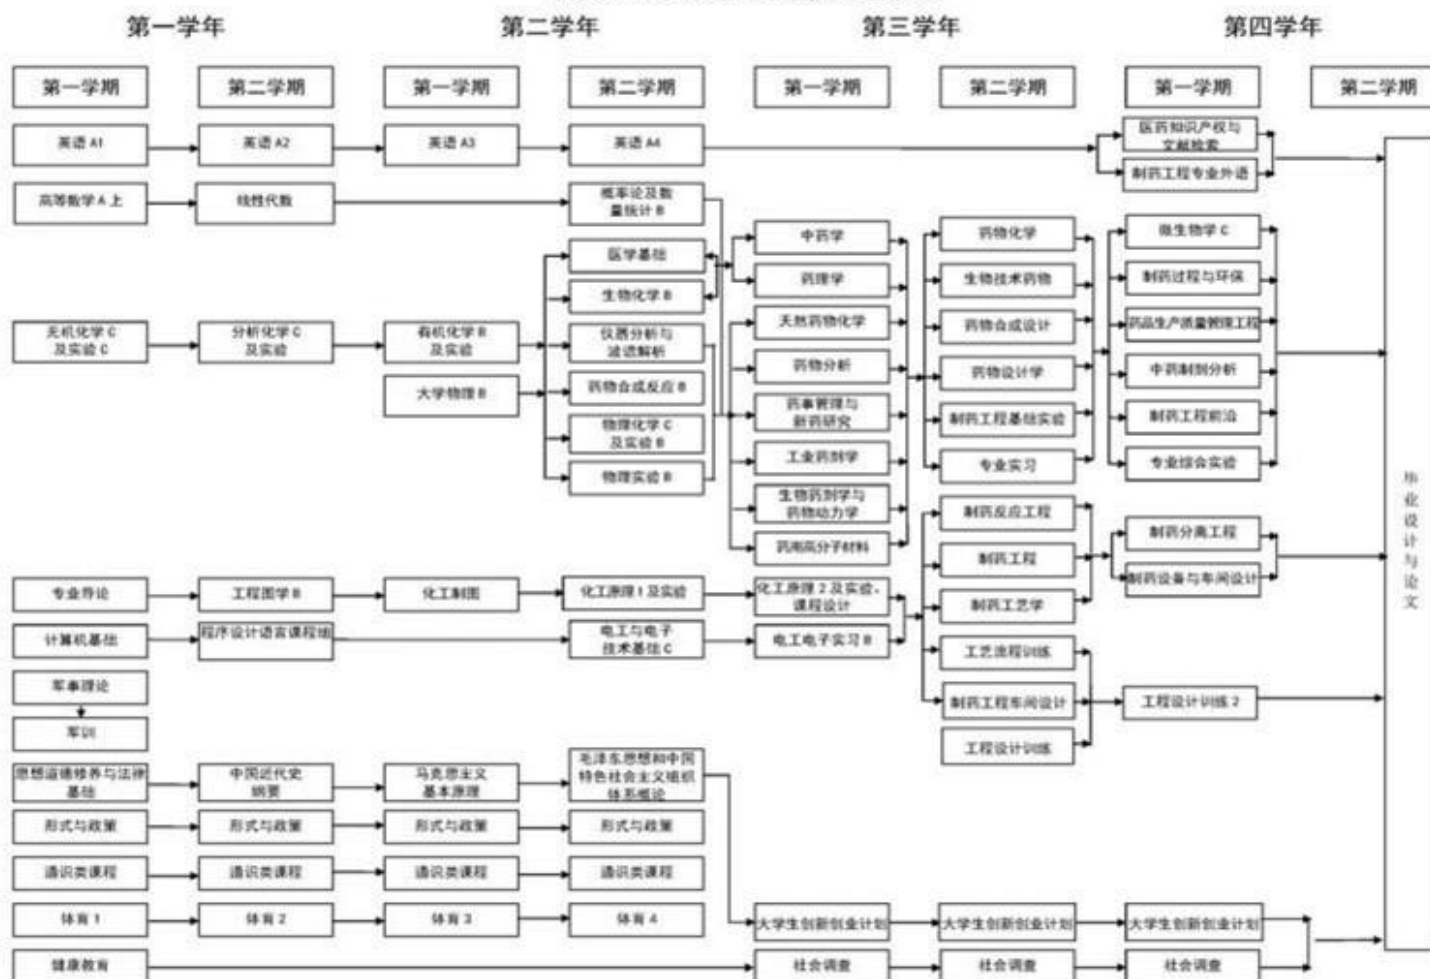 第一学年 第二学年 第三学年 第四学年
第一学期 第二学期 第一学期 第二学期 第一学期 第二学期 第一学期 第二学期
英语 A1
英语 A2
英语 A3
英语 A4
医药知识产权与
文献检索
制药工程专业外语
高等数学 A 上
线性代数
概率论及数
量统计 B
医学基础
生物化学 B
无机化学 C
及实验 C
分析化学 C
及实验
有机化学 B
及实验
大学物理 B
仪器分析与
波谱解析
药物合成反应 B
物理化学 C
及实验 B
物理实验 B
中药学
药理学
天然药物化学
药物分析
药事管理与
新药研究
工业药剂学
生物药剂学与
药物动力学
药用高分子材料
药物化学
生物技术药物
药物合成设计
药物设计学
制药工程基础实验
专业实习
微生物学 C
制药过程与环保
药品生产质量管理工程
中药制剂分析
制药工程前沿
专业综合实验
制药反应工程
制药工程
制药工艺学
工艺流程训练
制药工程车间设计
工程设计训练
制药分离工程
制药设备与车间设计
工程设计训练 2
专业导论
工程图学 B
化工制图
化工原理 1 及实验
化工原理 2 及实验、
课程设计
计算机基础
程序设计语言课程组
电工与电子
技术基础 C
电工电子实习 B
军事理论
军训
思想道德修养与法律
基础
中国近代史
纲要
马克思主义
基本原理
毛泽东思想和中国
特色社会主义组织
体系概论
形式与政策
形式与政策
形式与政策
形式与政策
通识类课程
通识类课程
通识类课程
通识类课程
体育 1
体育 2
体育 3
体育 4
大学生创新创业计划
大学生创新创业计划
大学生创新创业计划
健康教育
社会调查
社会调查
社会调查
毕业设计与论文